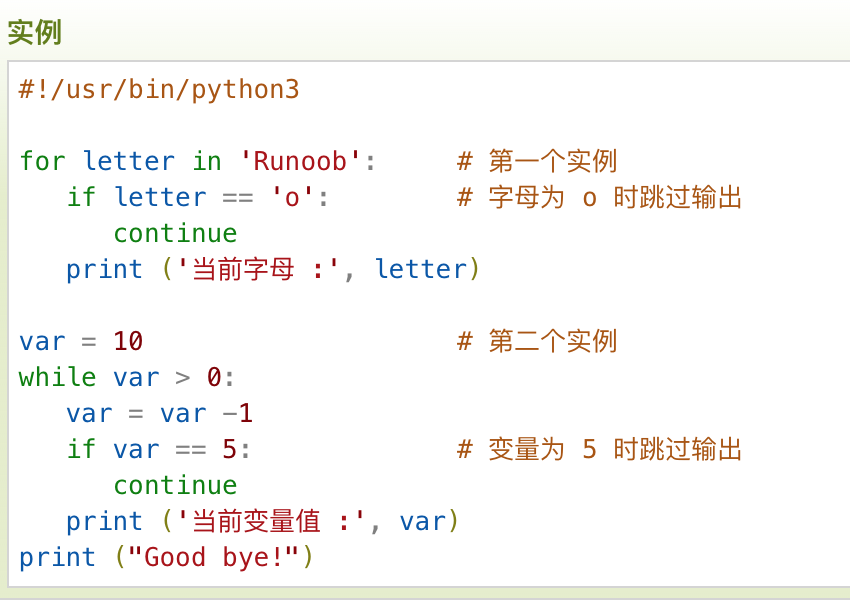 实例
#!/usr/bin/python3

for letter in 'Runoob':     # 第一个实例
   if letter == 'o':        # 字母为 o 时跳过输出
      continue
   print ('当前字母 :', letter)

var = 10                    # 第二个实例
while var > 0:
   var = var -1
   if var == 5:             # 变量为 5 时跳过输出
      continue
   print ('当前变量值 :', var)
print ("Good bye!")